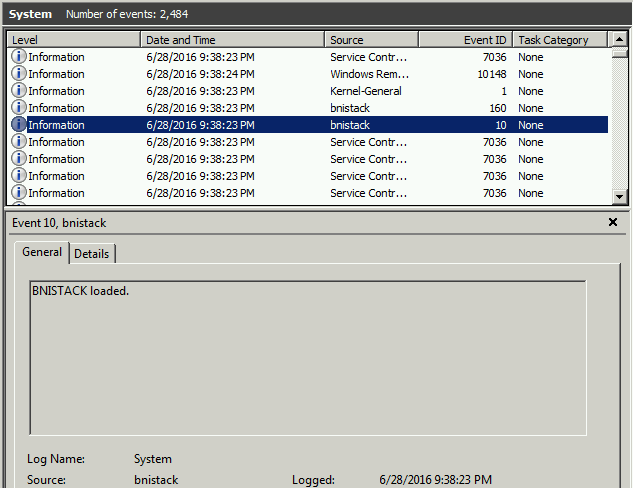 System Number of events: 2,484
Level Date and Time Source Event ID Task Category
Information 6/28/2016 9:38:23 PM Service Contr... 7036 None
Information 6/28/2016 9:38:24 PM Windows Rem... 10148 None
Information 6/28/2016 9:38:23 PM Kernel-General 1 None
Information 6/28/2016 9:38:23 PM bnistack 160 None
Information 6/28/2016 9:38:23 PM bnistack 10 None
Information 6/28/2016 9:38:23 PM Service Contr... 7036 None
Information 6/28/2016 9:38:23 PM Service Contr... 7036 None
Information 6/28/2016 9:38:23 PM Service Contr... 7036 None
Information 6/28/2016 9:38:23 PM Service Contr... 7036 None
Event 10, bnistack
General Details
BNISTACK loaded.
Log Name: System
Source: bnistack Logged: 6/28/2016 9:38:23 PM